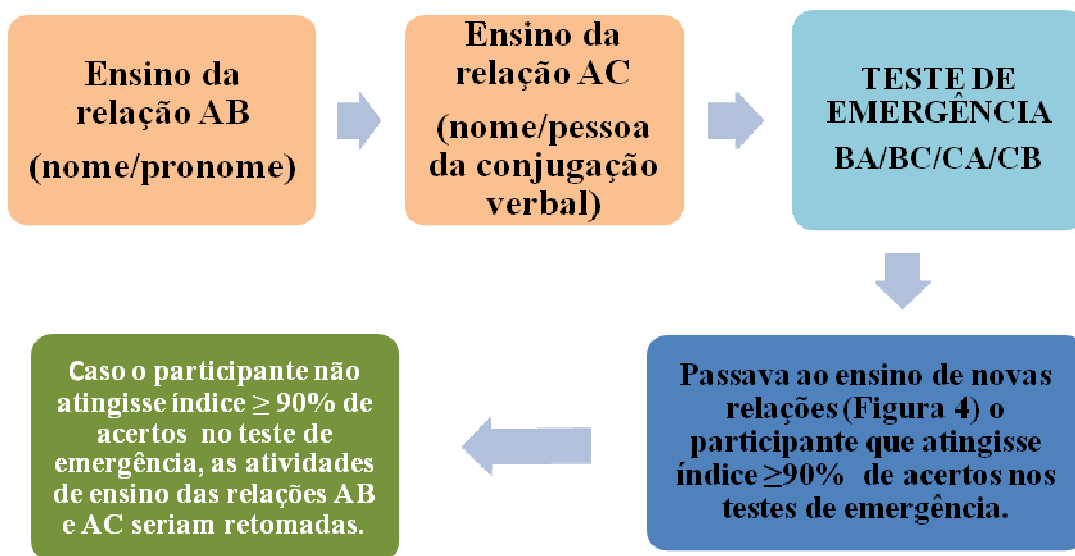 Ensino da
relação AB
(nome/pronome)
Ensino da
relação AC
(nome/pessoa
da conjugação
verbal)
TESTE DE
EMERGÊNCIA
BA/BC/CA/CB
Passava ao ensino de novas
relações (Figura 4) o
participante que atingisse
índice ≥90% de acertos nos
testes de emergência.
Caso o participante não
atingisse índice ≥ 90% de
acertos no teste de
emergência, as atividades
de ensino das relações AB
e AC seriam retomadas.